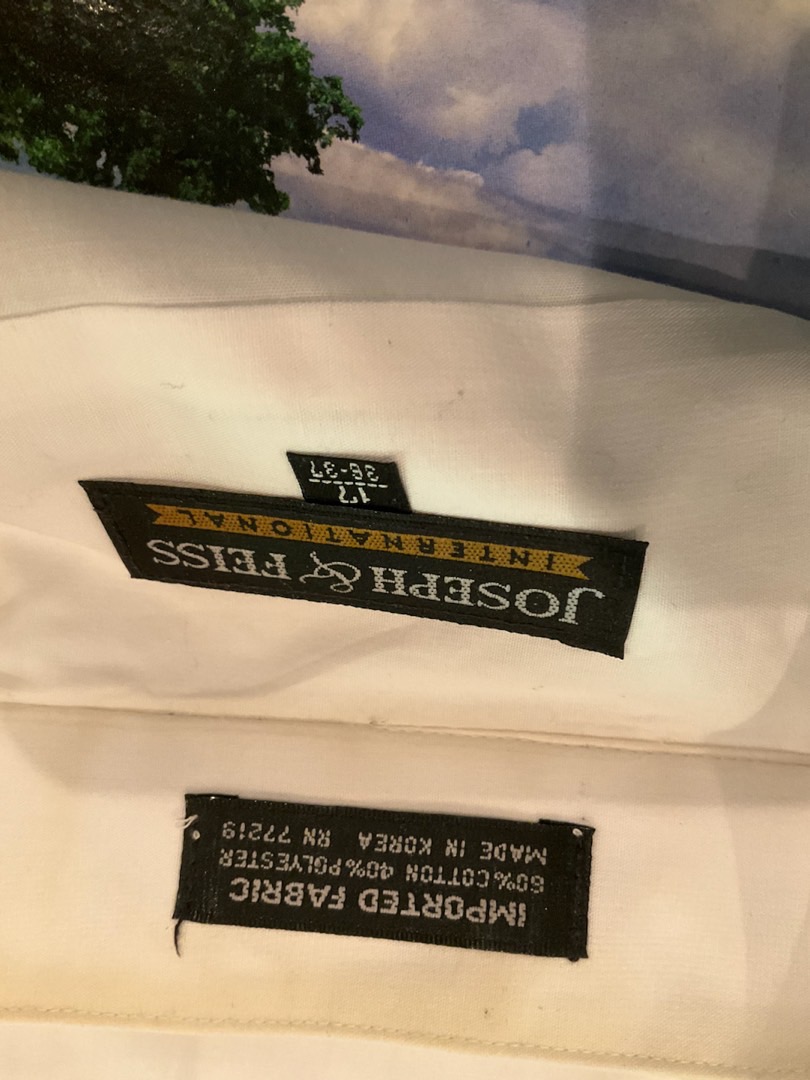 JOSEPH & FEISS
INTERNATIONAL
17
36-37
IMPORTED FABRIC
60% COTTON 40% POLYESTER
MADE IN KOREA RN 77219